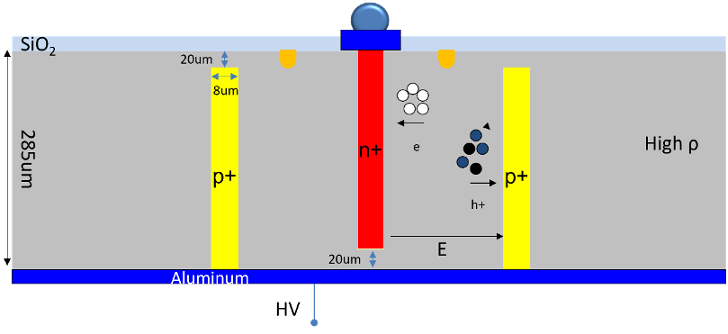 SiO2
20um
8um
285um
p+
n+
e
h+
p+
High ρ
E
20um
Aluminum
HV